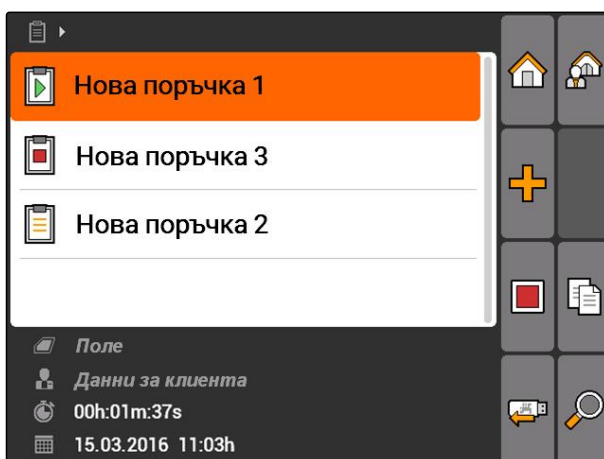 Нова поръчка 1
Нова поръчка 3
Нова поръчка 2
Поле
Данни за клиента
00h:01m:37s
15.03.2016 11:03h